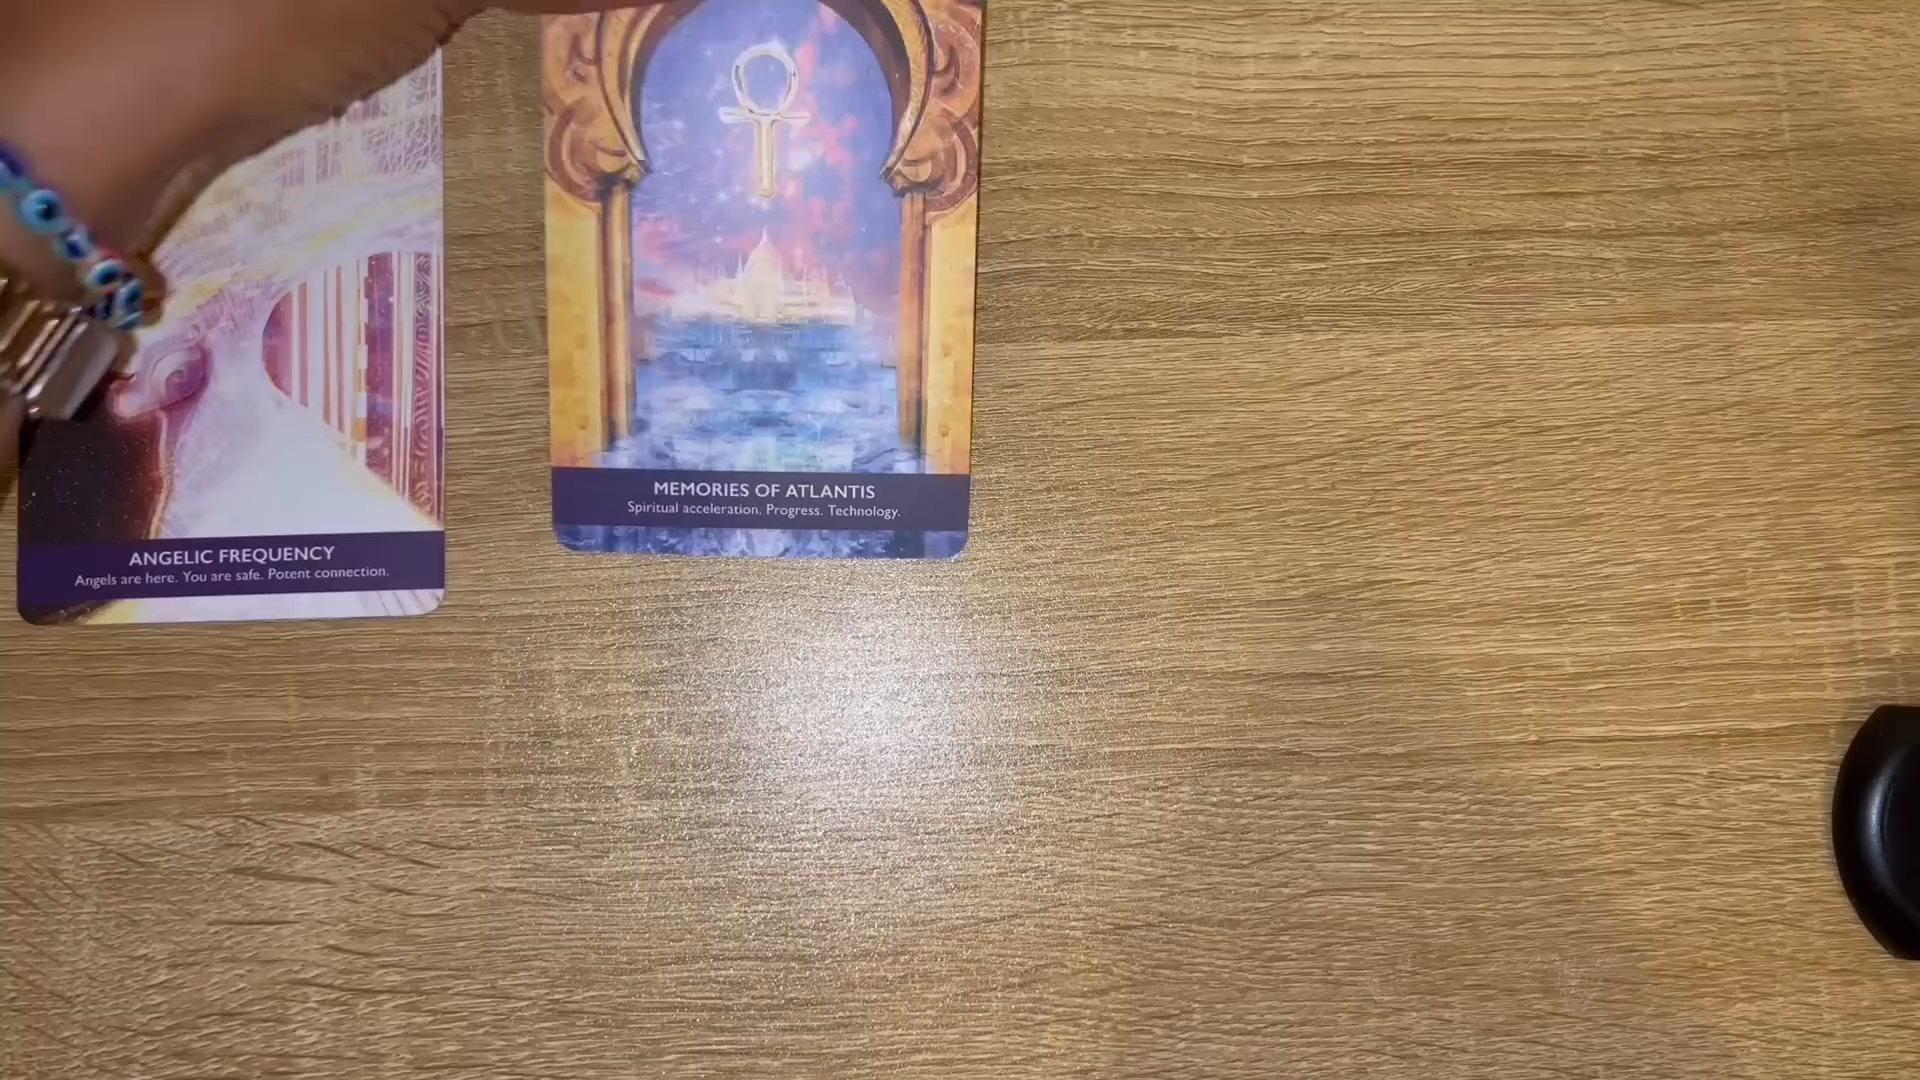 ANGELIC FREQUENCY
Angels are here. You are safe. Potent connection.
MEMORIES OF ATLANTIS
Spiritual acceleration. Progress. Technology.